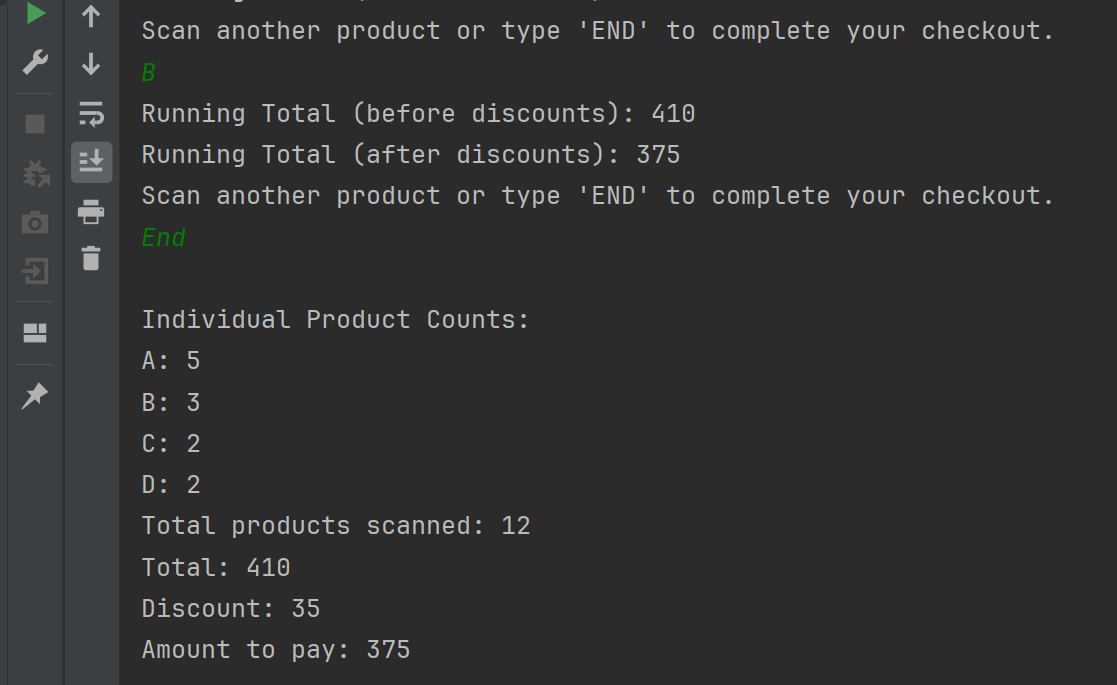 Scan another product or type 'END' to complete your checkout.
B
Running Total (before discounts): 410
Running Total (after discounts): 375
Scan another product or type 'END' to complete your checkout.
End
Individual Product Counts:
A: 5
B: 3
C: 2
D: 2
Total products scanned: 12
Total: 410
Discount: 35
Amount to pay: 375